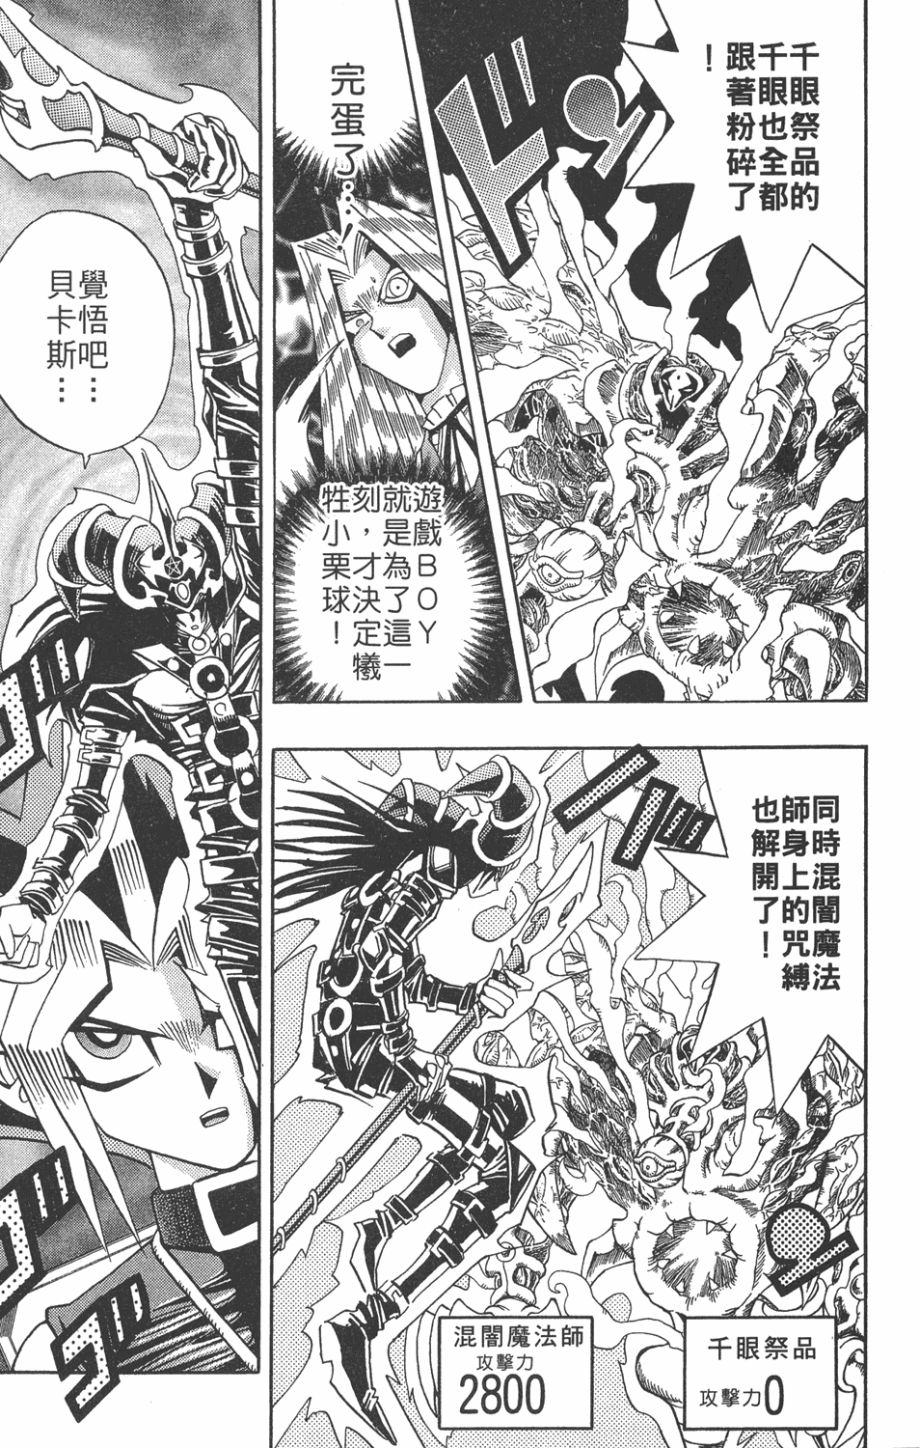 千眼祭品的
千眼也全都
跟著粉碎了
！
完蛋了……！
遊戲BOY
就是為了這一
刻，才決定犧
牲小栗球！
同時混闇魔法
師身上的咒縛
也解開了！
混闇魔法師
攻擊力
2800
千眼祭品
攻擊力0
覺悟吧…
貝卡斯…
ドォン